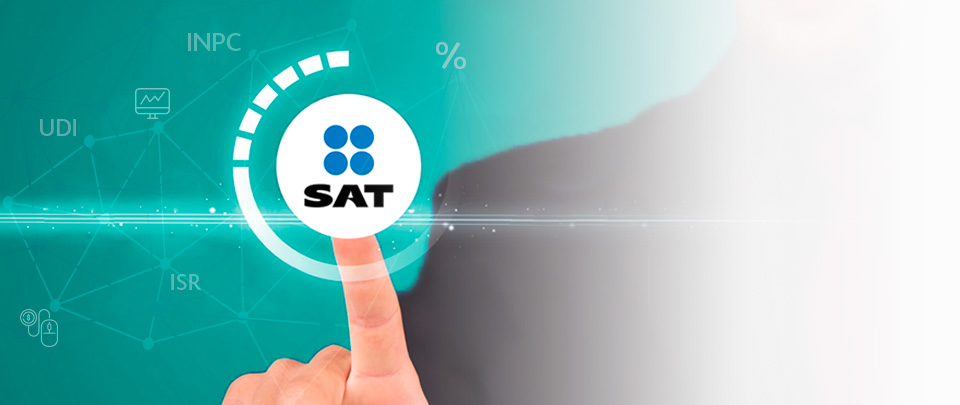 INPC
%
UDI
SAT
ISR